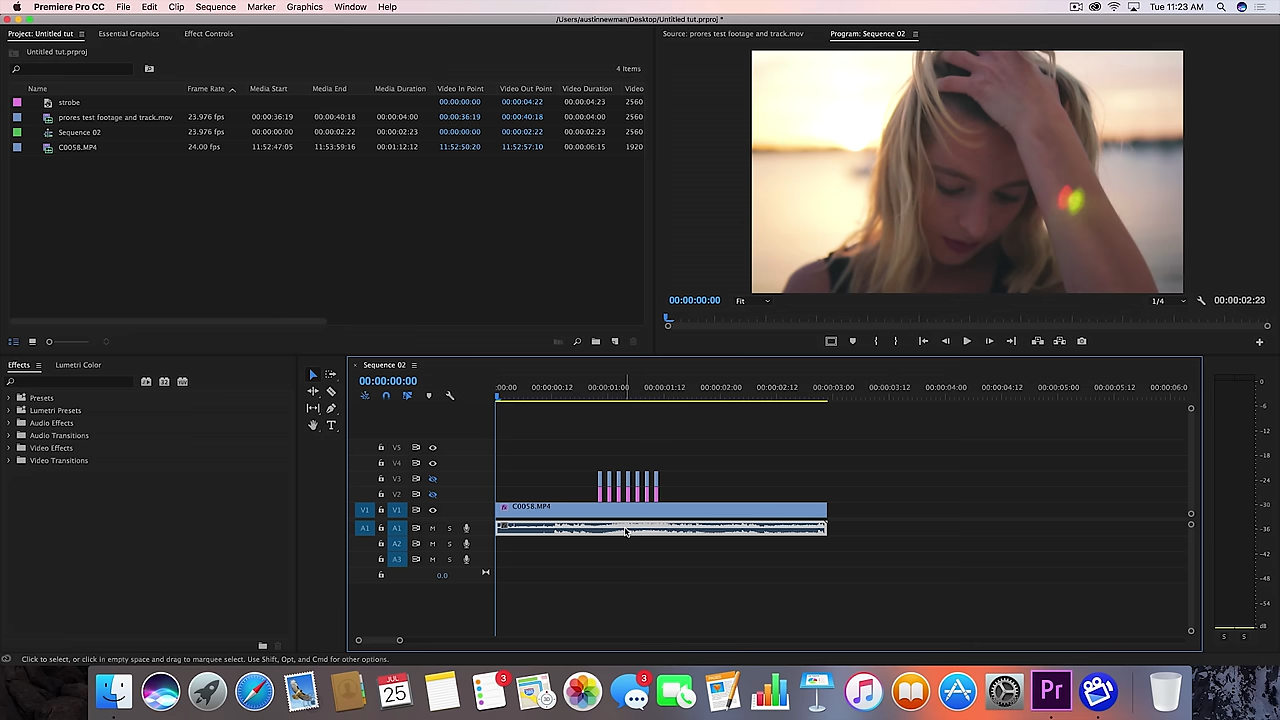 Premiere Pro CC File Edit Clip Sequence Marker Graphics Window Help Tue 11:23 AM
/Users/austinnewman/Desktop/Untitled tut.prproj *
Project: Untitled tut Essential Graphics Effect Controls Source: prores test footage and track.mov Program: Sequence 02
Untitled tut.prproj
4 Items
Name Frame Rate Media Start Media End Media Duration Video In Point Video Out Point Video Duration Video
strobe 00:00:00:00 00:00:04:22 00:00:04:23 2560
prores test footage and track.mov 23.976 fps 00:00:36:19 00:00:40:18 00:00:04:00 00:00:36:19 00:00:40:18 00:00:04:00 2560
Sequence 02 23.976 fps 00:00:00:00 00:00:02:22 00:00:02:23 00:00:00:00 00:00:02:22 00:00:02:23 2560
C0058.MP4 24.00 fps 11:52:47:05 11:53:59:16 00:01:12:12 11:52:50:20 11:52:57:10 00:00:06:15 1920
00:00:00:00 Fit 1/4 00:00:02:23
Effects Lumetri Color
Presets
Lumetri Presets
Audio Effects
Audio Transitions
Video Effects
Video Transitions
Sequence 02
00:00:00:00
:00:00 00:00:00:12 00:00:01:00 00:00:01:12 00:00:02:00 00:00:02:12 00:00:03:00 00:00:03:12 00:00:04:00 00:00:04:12 00:00:05:00 00:00:05:12 00:00:06:0
V5
V4
V3
V2
V1 V1 C0058.MP4
A1 A1 M S
A2 M S
A3 M S
0.0
0
-6
-12
-18
-24
-30
-36
-42
-48
-54
dB
S S
Click to select, or click in empty space and drag to marquee select. Use Shift, Opt, and Cmd for other options.
JUL
25
3
3
Pr